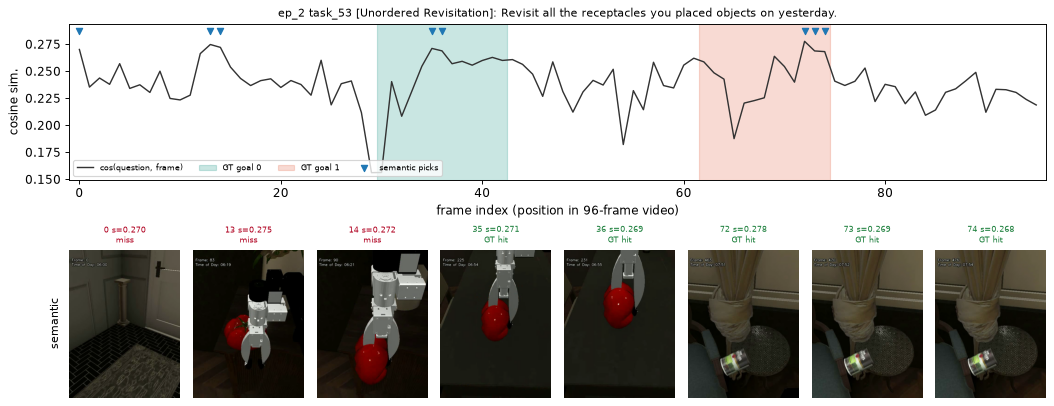 ep_2 task_53 [Unordered Revisitation]: Revisit all the receptacles you placed objects on yesterday.
cosine sim.
0.275
0.250
0.225
0.200
0.175
0.150
cos(question, frame)
GT goal 0
GT goal 1
semantic picks
0
20
40
60
80
frame index (position in 96-frame video)
0 s=0.270
miss
13 s=0.275
miss
14 s=0.272
miss
35 s=0.271
GT hit
36 s=0.269
GT hit
72 s=0.278
GT hit
73 s=0.269
GT hit
74 s=0.268
GT hit
semantic